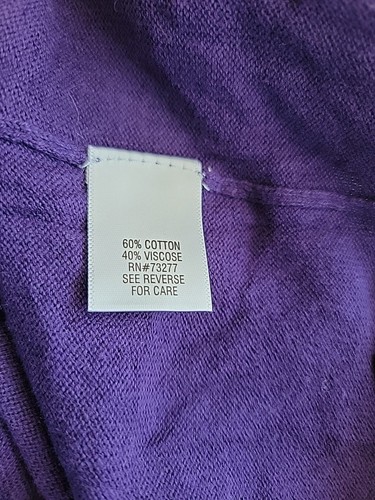 60% COTTON
40% VISCOSE
RN#73277
SEE REVERSE
FOR CARE